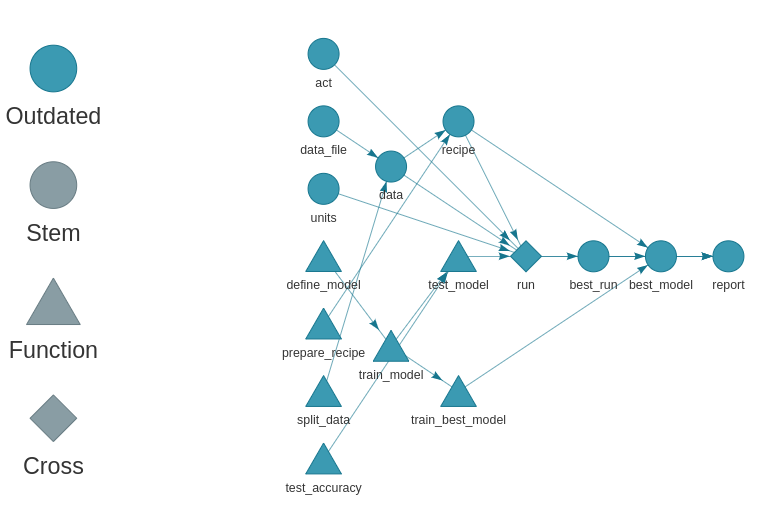 Outdated
Stem
Function
Cross
act
data_file
recipe
data
units
define_model
test_model
run
best_run
best_model
report
prepare_recipe
train_model
split_data
train_best_model
test_accuracy